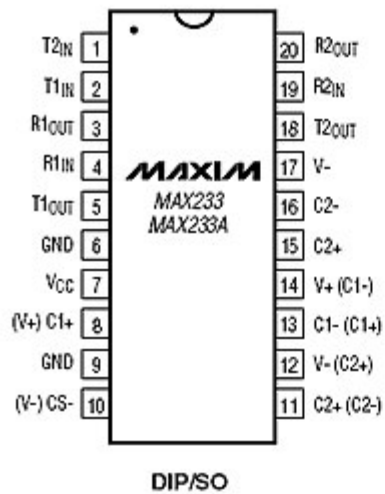 T2IN 1 20 R2OUT
T1IN 2 19 R2IN
R1OUT 3 18 T2OUT
R1IN 4 MAXIM 17 V-
T1OUT 5 MAX233 16 C2-
GND 6 MAX233A 15 C2+
VCC 7 14 V+ (C1-)
(V+) C1+ 8 13 C1- (C1+)
GND 9 12 V- (C2+)
(V-) CS- 10 11 C2+ (C2-)
DIP/SO